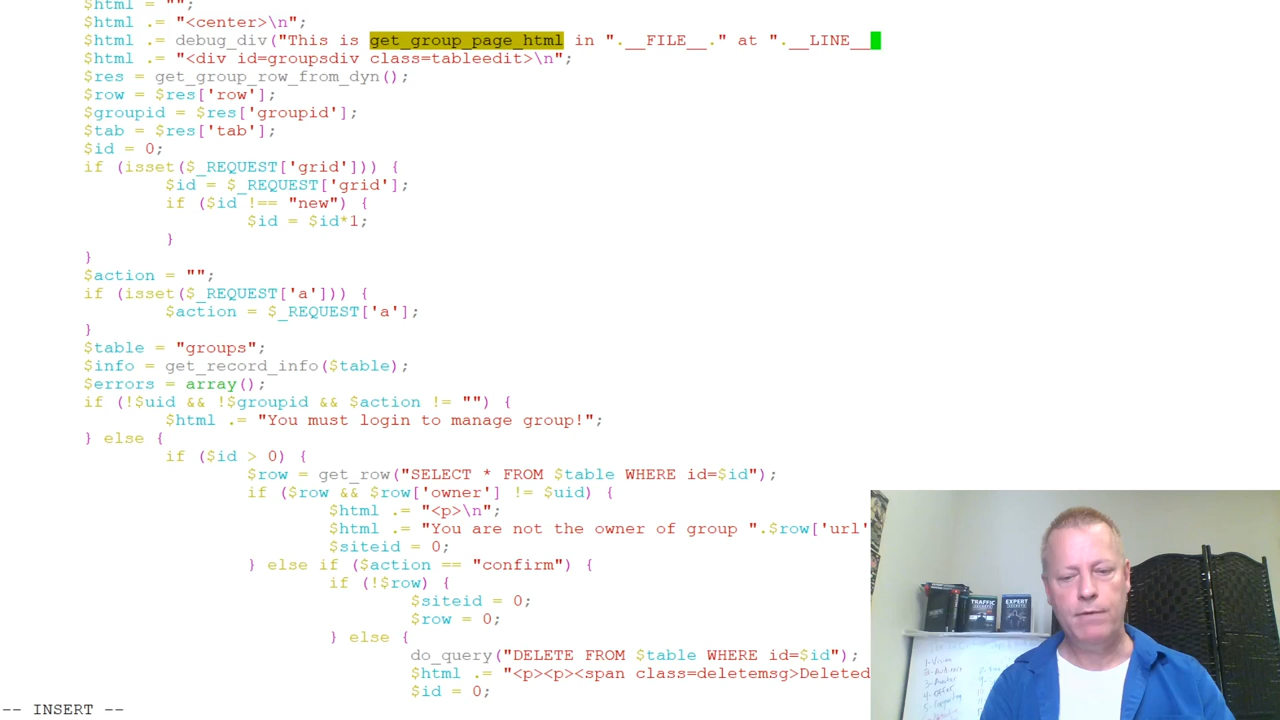 $html = "";
$html .= "<center>\n";
$html .= debug_div("This is get_group_page_html in ".__FILE__." at ".__LINE__
$html .= "<div id=groupsdiv class=tableedit>\n";
$res = get_group_row_from_dyn();
$row = $res['row'];
$groupid = $res['groupid'];
$tab = $res['tab'];
$id = 0;
if (isset($_REQUEST['grid'])) {
$id = $_REQUEST['grid'];
if ($id !== "new") {
$id = $id*1;
}
}
$action = "";
if (isset($_REQUEST['a'])) {
$action = $_REQUEST['a'];
}
$table = "groups";
$info = get_record_info($table);
$errors = array();
if (!$uid && !$groupid && $action != "") {
$html .= "You must login to manage group!";
} else {
if ($id > 0) {
$row = get_row("SELECT * FROM $table WHERE id=$id");
if ($row && $row['owner'] != $uid) {
$html .= "<p>\n";
$html .= "You are not the owner of group ".$row['url'
$siteid = 0;
} else if ($action == "confirm") {
if (!$row) {
$siteid = 0;
$row = 0;
} else {
do_query("DELETE FROM $table WHERE id=$id");
$html .= "<p><p><span class=deletemsg>Deleted
$id = 0;
-- INSERT --
TRAFFIC
SECRETS
EXPERT
SECRETS